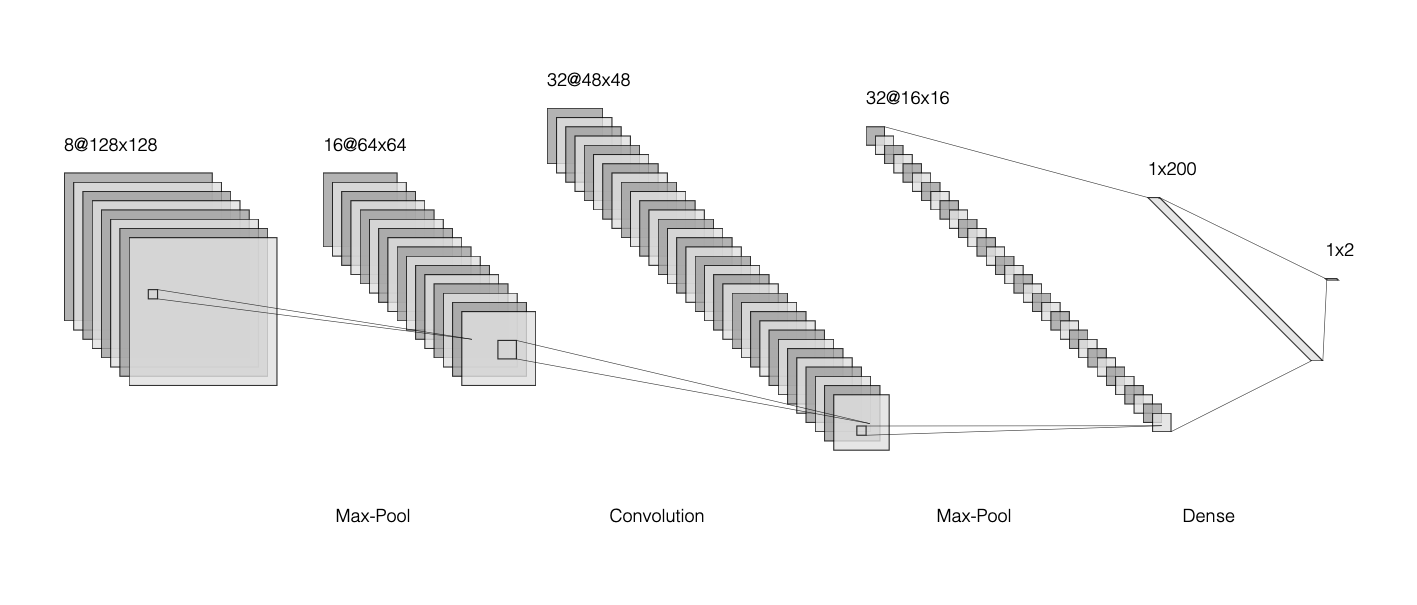 8@128x128
16@64x64
32@48x48
32@16x16
1x200
1x2
Max-Pool
Convolution
Max-Pool
Dense